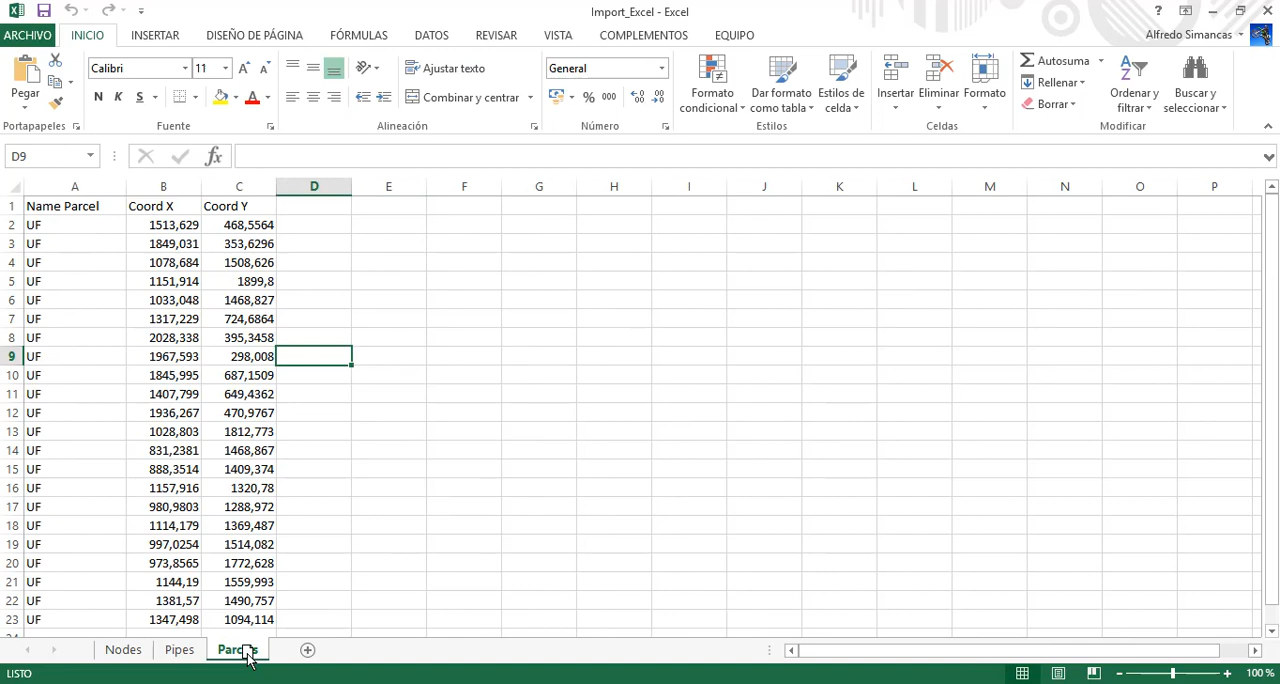 Import_Excel - Excel
?
ARCHIVO INICIO INSERTAR DISEÑO DE PÁGINA FÓRMULAS DATOS REVISAR VISTA COMPLEMENTOS EQUIPO Alfredo Simancas
Calibri 11 Ajustar texto General Autosuma
Pegar Formato condicional Dar formato como tabla Estilos de celda Insertar Eliminar Formato Rellenar Ordenar y filtrar Buscar y seleccionar
N K S A Combinar y centrar % 000 Borrar
Portapapeles Fuente Alineación Número Estilos Celdas Modificar
D9 fx
A B C D E F G H I J K L M N O P
1 Name Parcel Coord X Coord Y
2 UF 1513,629 468,5564
3 UF 1849,031 353,6296
4 UF 1078,684 1508,626
5 UF 1151,914 1899,8
6 UF 1033,048 1468,827
7 UF 1317,229 724,6864
8 UF 2028,338 395,3458
9 UF 1967,593 298,008
10 UF 1845,995 687,1509
11 UF 1407,799 649,4362
12 UF 1936,267 470,9767
13 UF 1028,803 1812,773
14 UF 831,2381 1468,867
15 UF 888,3514 1409,374
16 UF 1157,916 1320,78
17 UF 980,9803 1288,972
18 UF 1114,179 1369,487
19 UF 997,0254 1514,082
20 UF 973,8565 1772,628
21 UF 1144,19 1559,993
22 UF 1381,57 1490,757
23 UF 1347,498 1094,114
Nodes Pipes
LISTO 100 %